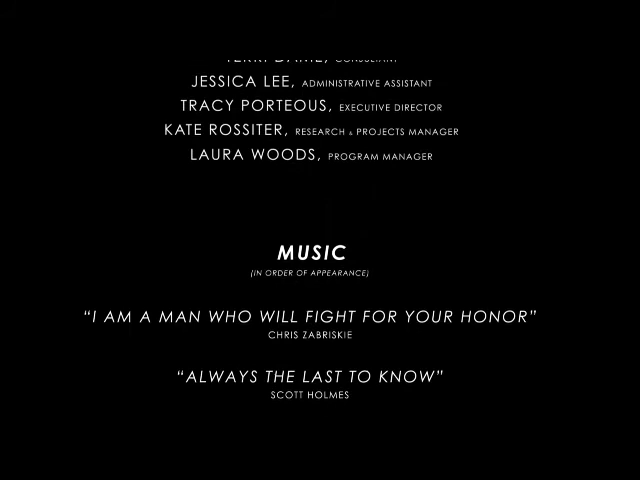 JESSICA LEE, ADMINISTRATIVE ASSISTANT
TRACY PORTEOUS, EXECUTIVE DIRECTOR
KATE ROSSITER, RESEARCH & PROJECTS MANAGER
LAURA WOODS, PROGRAM MANAGER
MUSIC
(IN ORDER OF APPEARANCE)
“I AM A MAN WHO WILL FIGHT FOR YOUR HONOR”
CHRIS ZABRISKIE
“ALWAYS THE LAST TO KNOW”
SCOTT HOLMES